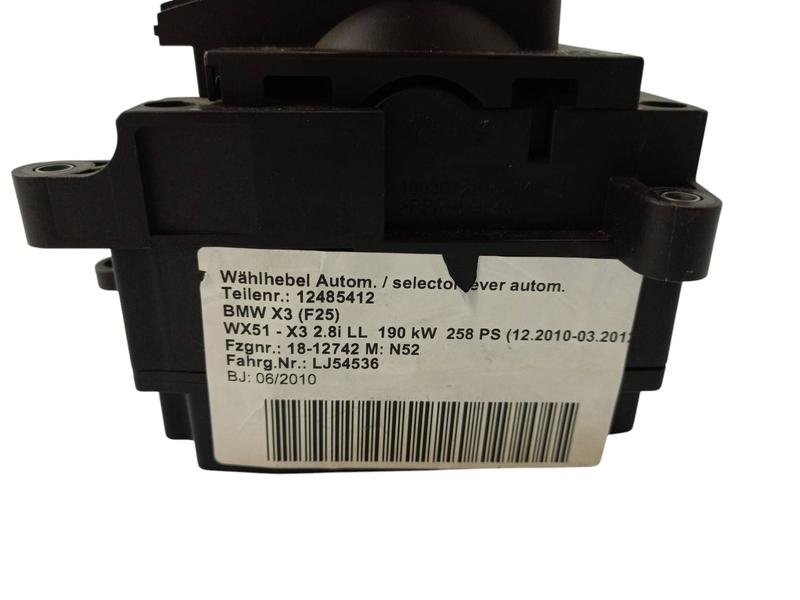 Wählhebel Autom. / selector lever autom.
Teilenr.: 12485412
BMW X3 (F25)
WX51 - X3 2.8i LL 190 kW 258 PS (12.2010-03.201
Fzgnr.: 18-12742 M: N52
Fahrg.Nr.: LJ54536
BJ: 06/2010